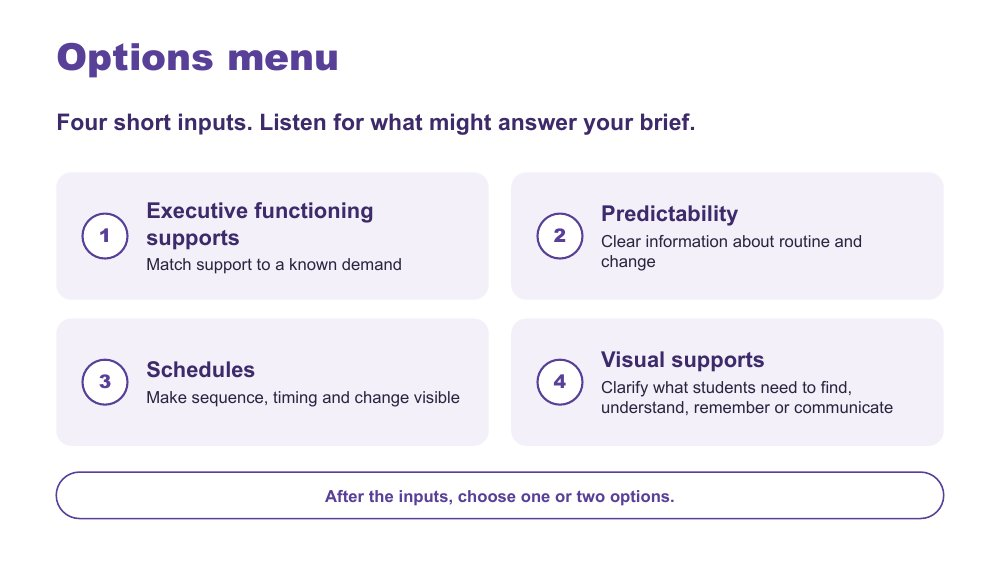 Options menu
Four short inputs. Listen for what might answer your brief.
1
Executive functioning
supports
Match support to a known demand
2
Predictability
Clear information about routine and
change
3
Schedules
Make sequence, timing and change visible
4
Visual supports
Clarify what students need to find,
understand, remember or communicate
After the inputs, choose one or two options.